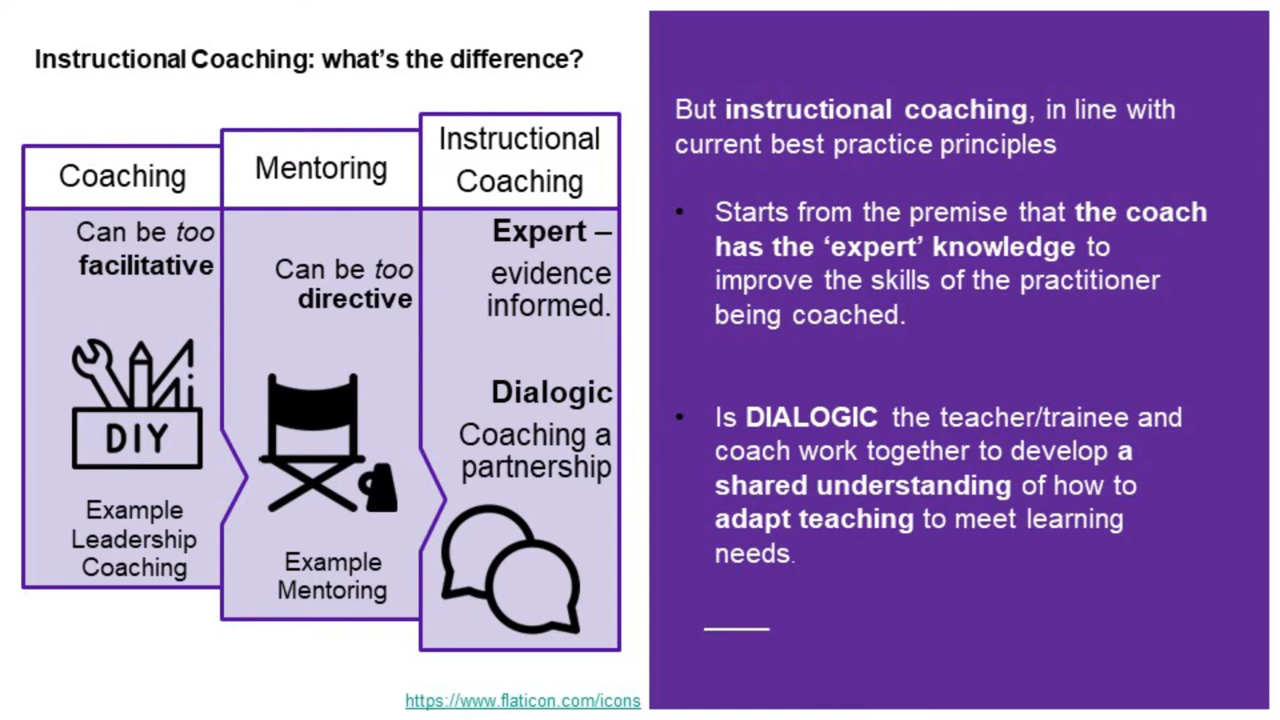 Instructional Coaching: what’s the difference?
Coaching
Can be too
facilitative
DIY
Example
Leadership
Coaching
Mentoring
Can be too
directive
Example
Mentoring
Instructional
Coaching
Expert –
evidence
informed.
Dialogic
Coaching a
partnership
https://www.flaticon.com/icons
But instructional coaching, in line with
current best practice principles
• Starts from the premise that the coach
has the ‘expert’ knowledge to
improve the skills of the practitioner
being coached.
• Is DIALOGIC the teacher/trainee and
coach work together to develop a
shared understanding of how to
adapt teaching to meet learning
needs.